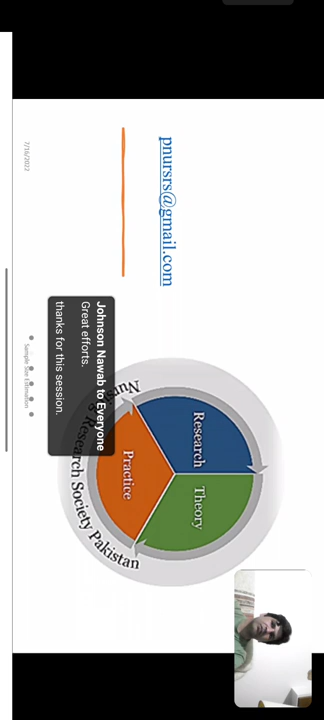 pnursrs@gmail.com
Johnson Nawab to Everyone
Great efforts.
thanks for this session.
Research
Theory
Practice
Research Society Pakistan
7/16/2022
Sample Size Estimation